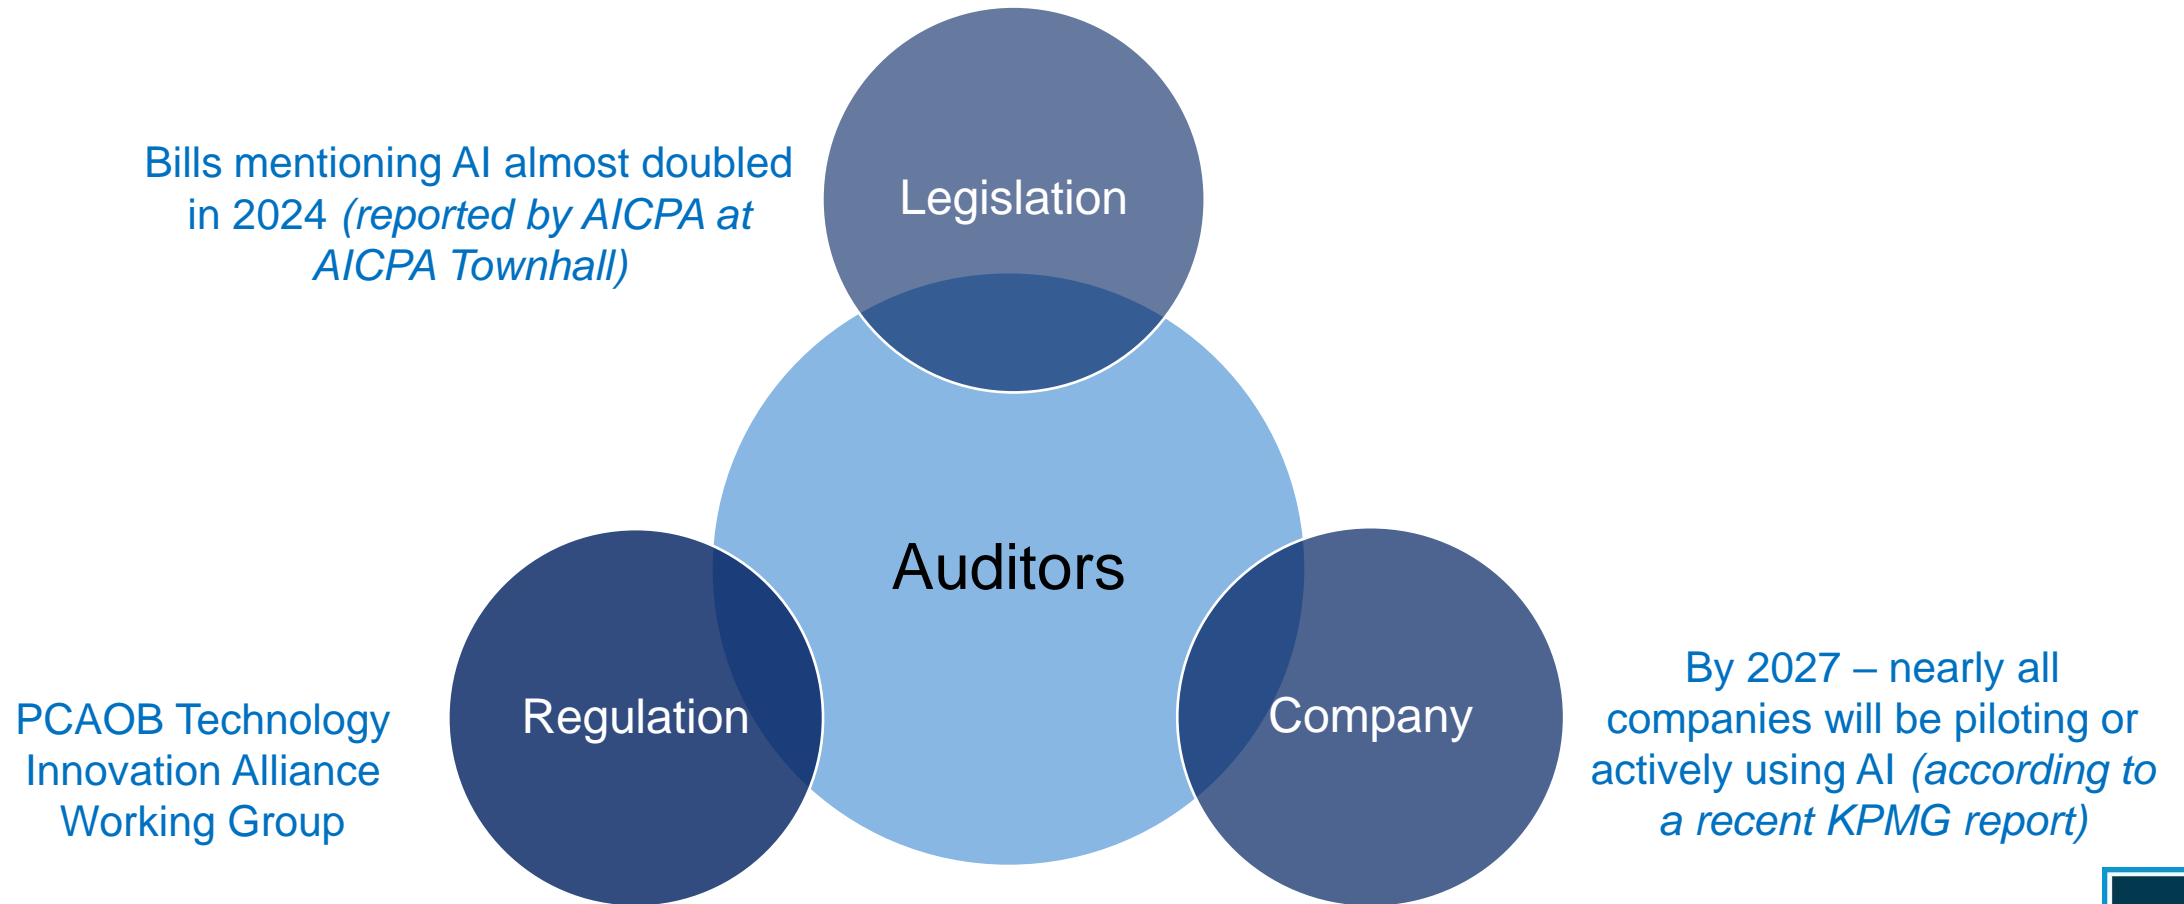 Bills mentioning AI almost doubled
in 2024 (reported by AICPA at
AICPA Townhall)
Legislation
Auditors
PCAOB Technology
Innovation Alliance
Working Group
Regulation
Company
By 2027 – nearly all
companies will be piloting or
actively using AI (according to
a recent KPMG report)